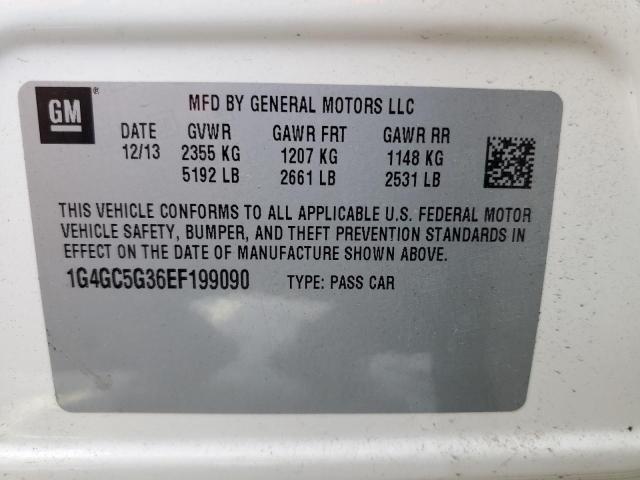 GM ®
MFD BY GENERAL MOTORS LLC
DATE GVWR GAWR FRT GAWR RR
12/13 2355 KG 1207 KG 1148 KG
5192 LB 2661 LB 2531 LB
THIS VEHICLE CONFORMS TO ALL APPLICABLE U.S. FEDERAL MOTOR
VEHICLE SAFETY, BUMPER, AND THEFT PREVENTION STANDARDS IN
EFFECT ON THE DATE OF MANUFACTURE SHOWN ABOVE.
1G4GC5G36EF199090 TYPE: PASS CAR